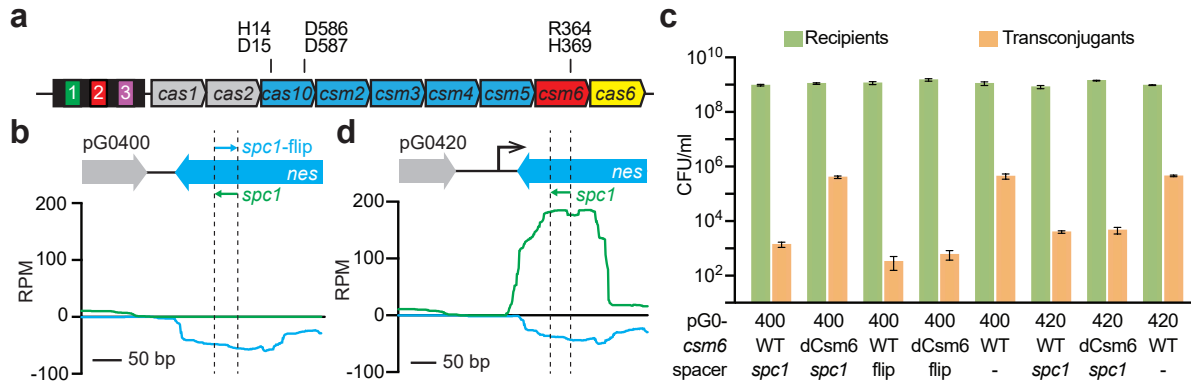 a
H14 D586 R364
D15 D587 H369
1 2 3 cas1 cas2 cas10 csm2 csm3 csm4 csm5 csm6 cas6
b
pG0400 spc1-flip
nes
spc1
200
100
0
-100
RPM
50 bp
d
pG0420
nes
spc1
200
100
0
-100
RPM
50 bp
c
Recipients Transconjugants
10^10
10^8
10^6
10^4
10^2
CFU/ml
pG0- 400 400 400 400 400 420 420 420
csm6 WT dCsm6 WT dCsm6 WT WT dCsm6 WT
spacer spc1 spc1 flip flip - spc1 spc1 -